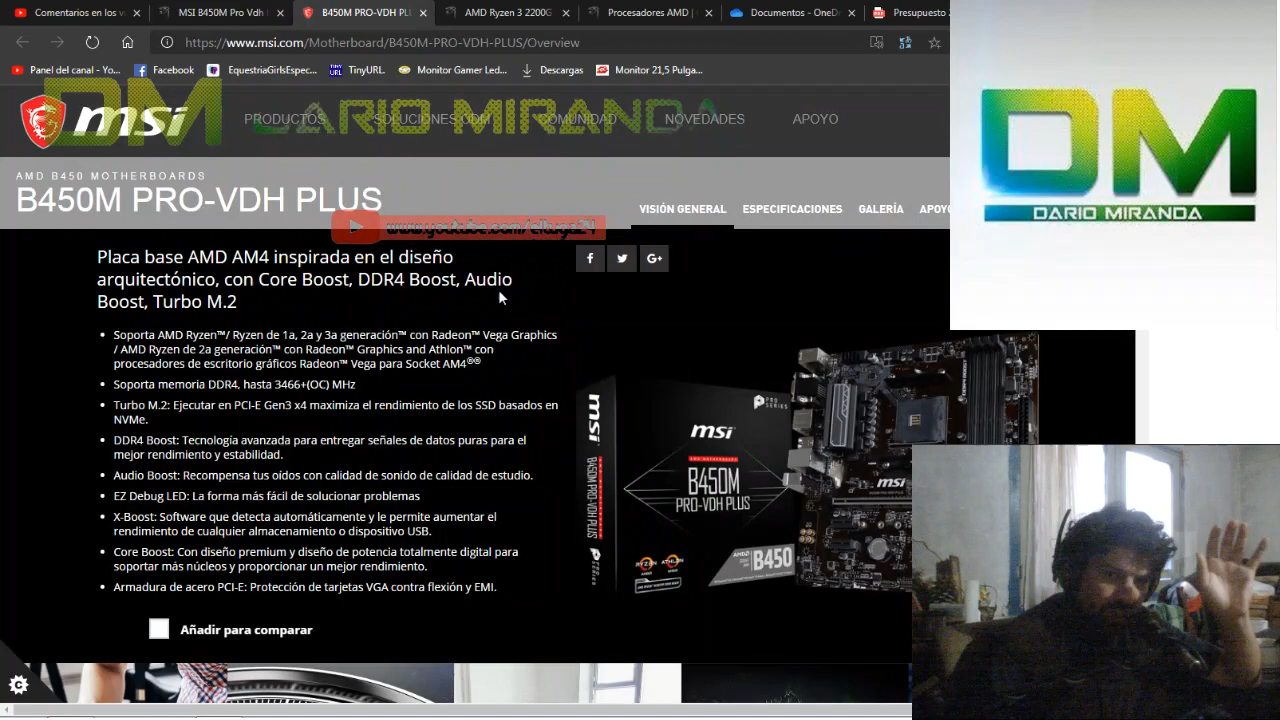 Comentarios en los v
MSI B450M Pro Vdh
B450M PRO-VDH PLU
AMD Ryzen 3 2200G
Procesadores AMD |
Documentos - OneD
Presupuesto
https://www.msi.com/Motherboard/B450M-PRO-VDH-PLUS/Overview
Panel del canal - Yo...
Facebook
EquestriaGirlsEspec...
TinyURL
Monitor Gamer Led...
Descargas
Monitor 21,5 Pulga...
DM DARIO MIRANDA
msi
PRODUCTOS
SOLUCIONES ODM
COMUNIDAD
NOVEDADES
APOYO
AMD B450 MOTHERBOARDS
B450M PRO-VDH PLUS
VISIÓN GENERAL
ESPECIFICACIONES
GALERÍA
APOYO
DM
DARIO MIRANDA
Placa base AMD AM4 inspirada en el diseño
arquitectónico, con Core Boost, DDR4 Boost, Audio
Boost, Turbo M.2
Soporta AMD Ryzen™/ Ryzen de 1a, 2a y 3a generación™ con Radeon™ Vega Graphics
/ AMD Ryzen de 2a generación™ con Radeon™ Graphics and Athlon™ con
procesadores de escritorio gráficos Radeon™ Vega para Socket AM4®®
Soporta memoria DDR4, hasta 3466+(OC) MHz
Turbo M.2: Ejecutar en PCI-E Gen3 x4 maximiza el rendimiento de los SSD basados en
NVMe.
DDR4 Boost: Tecnología avanzada para entregar señales de datos puras para el
mejor rendimiento y estabilidad.
Audio Boost: Recompensa tus oídos con calidad de sonido de calidad de estudio.
EZ Debug LED: La forma más fácil de solucionar problemas
X-Boost: Software que detecta automáticamente y le permite aumentar el
rendimiento de cualquier almacenamiento o dispositivo USB.
Core Boost: Con diseño premium y diseño de potencia totalmente digital para
soportar más núcleos y proporcionar un mejor rendimiento.
Armadura de acero PCI-E: Protección de tarjetas VGA contra flexión y EMI.
Añadir para comparar
PRO SERIES
msi
B450M
PRO-VDH PLUS
msi
B450M PRO-VDH PLUS
RYZEN
ATHLON
AMD
B450
msi